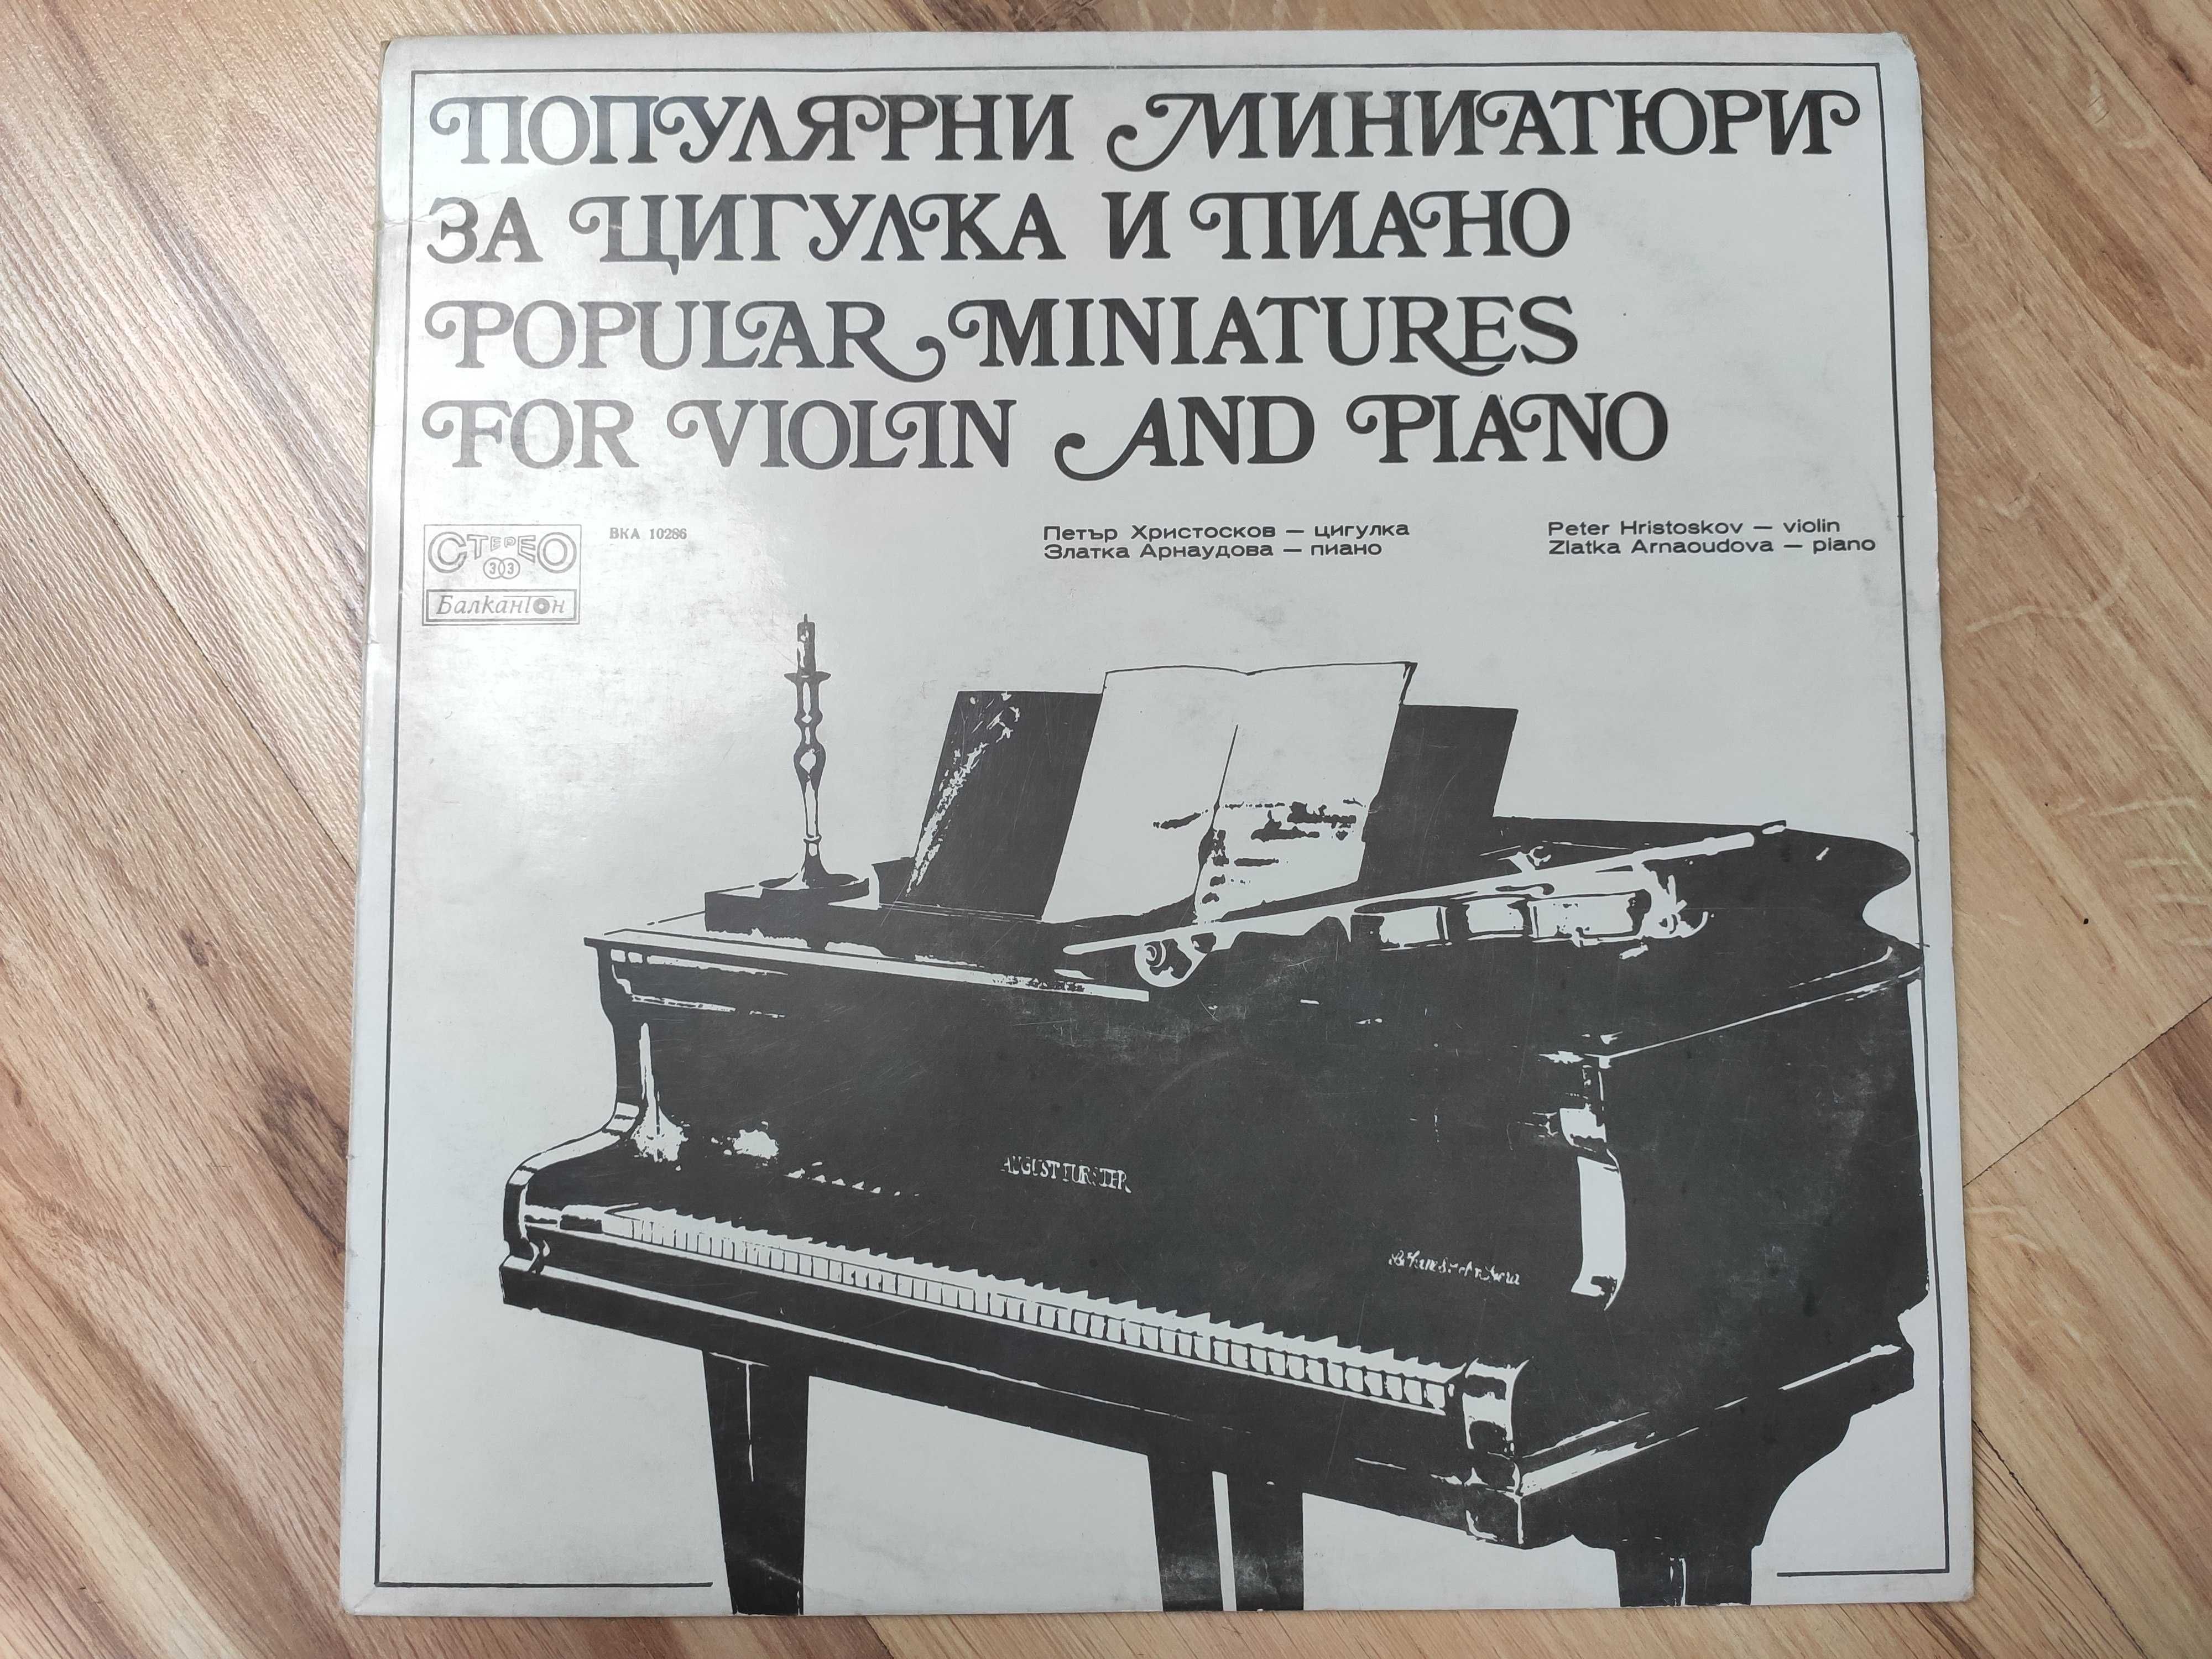 ПОПУЛЯРНИ МИНИАТЮРИ
ЗА ЦИГУЛКА И ПИАНО
POPULAR MINIATURES
FOR VIOLIN AND PIANO
СТЕРЕО
33
Балкантон
ВКА 10286
Петър Христосков — цигулка
Златка Арнаудова — пиано
Peter Hristoskov — violin
Zlatka Arnaoudova — piano
AUGUST